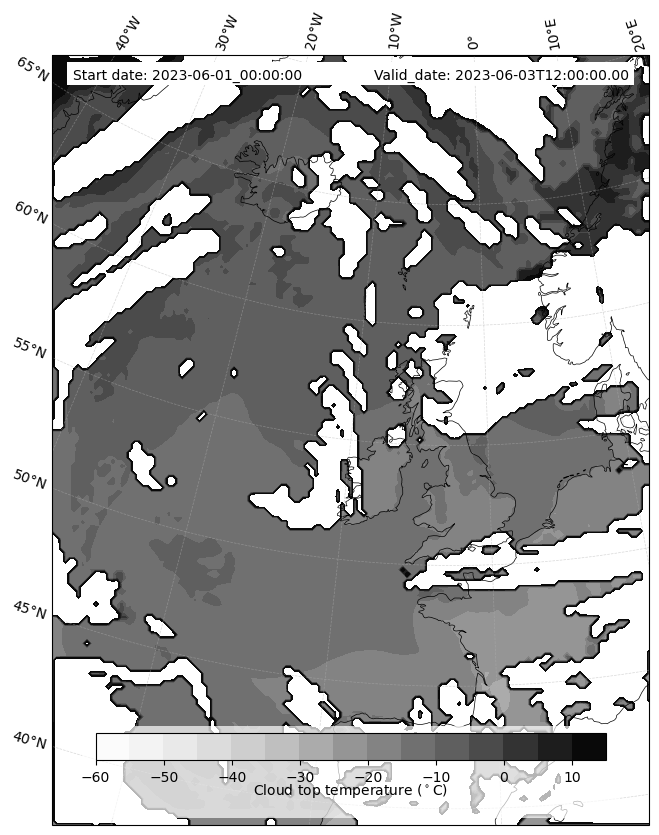 40°W 30°W 20°W 10°W 0° 10°E 20°E
65°N
Start date: 2023-06-01_00:00:00 Valid_date: 2023-06-03T12:00:00.00
60°N
55°N
50°N
45°N
40°N
−60 −50 −40 −30 −20 −10 0 10
Cloud top temperature (°C)